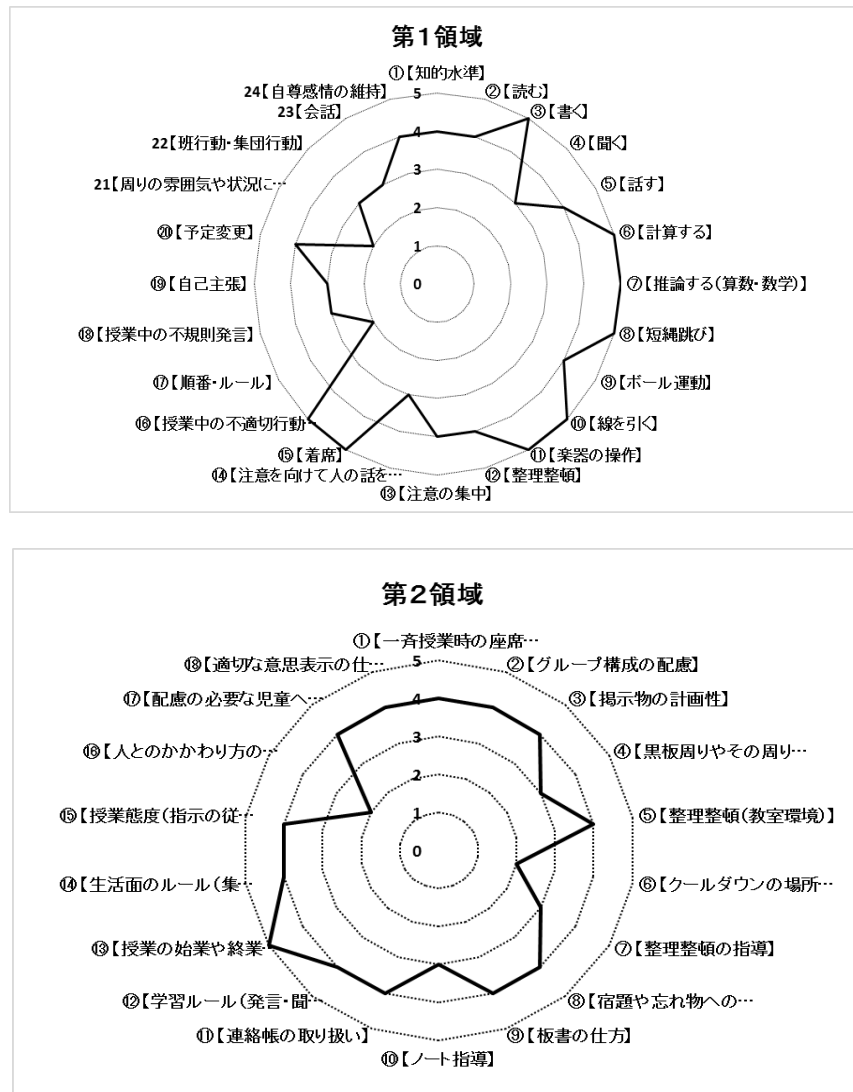 第1領域
①【知的水準】
②【読む】
③【書く】
④【聞く】
⑤【話す】
⑥【計算する】
⑦【推論する(算数・数学)】
⑧【短縄跳び】
⑨【ボール運動】
⑩【線を引く】
⑪【楽器の操作】
⑫【整理整頓】
⑬【注意の集中】
⑭【注意を向けて人の話を…
⑮【着席】
⑯【授業中の不適切行動…
⑰【順番・ルール】
⑱【授業中の不規則発言】
⑲【自己主張】
⑳【予定変更】
21【周りの雰囲気や状況に…
22【班行動・集団行動】
23【会話】
24【自尊感情の維持】
5
4
3
2
1
0
第2領域
①【一斉授業時の座席…
②【グループ構成の配慮】
③【掲示物の計画性】
④【黒板周りやその周り…
⑤【整理整頓(教室環境)】
⑥【クールダウンの場所…
⑦【整理整頓の指導】
⑧【宿題や忘れ物への…
⑨【板書の仕方】
⑩【ノート指導】
⑪【連絡帳の取り扱い】
⑫【学習ルール(発言・聞…
⑬【授業の始業や終業…
⑭【生活面のルール(集…
⑮【授業態度(指示の従…
⑯【人とのかかわり方の…
⑰【配慮の必要な児童へ…
⑱【適切な意思表示の仕…
5
4
3
2
1
0